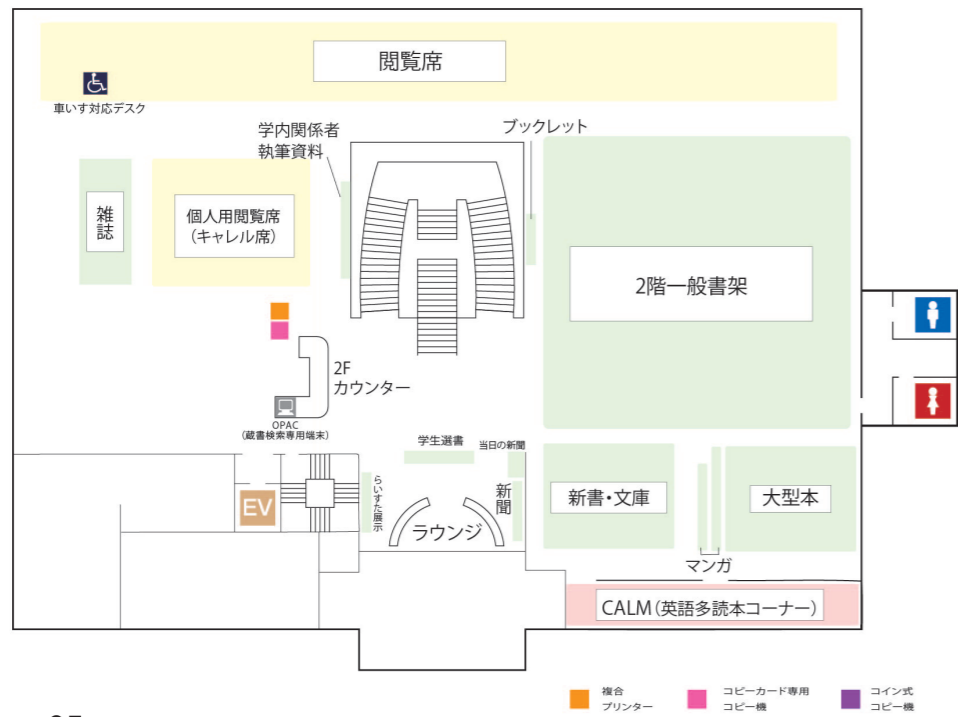 閲覧席
車いす対応デスク
学内関係者
執筆資料
ブックレット
雑
誌
個人用閲覧席
(キャレル席)
2階一般書架
2F
カウンター
OPAC
(蔵書検索専用端末)
学生選書
当日の新聞
らいすた展示
新聞
EV
ラウンジ
新書・文庫
大型本
マンガ
CALM(英語多読本コーナー)
複合
プリンター
コピーカード専用
コピー機
コイン式
コピー機